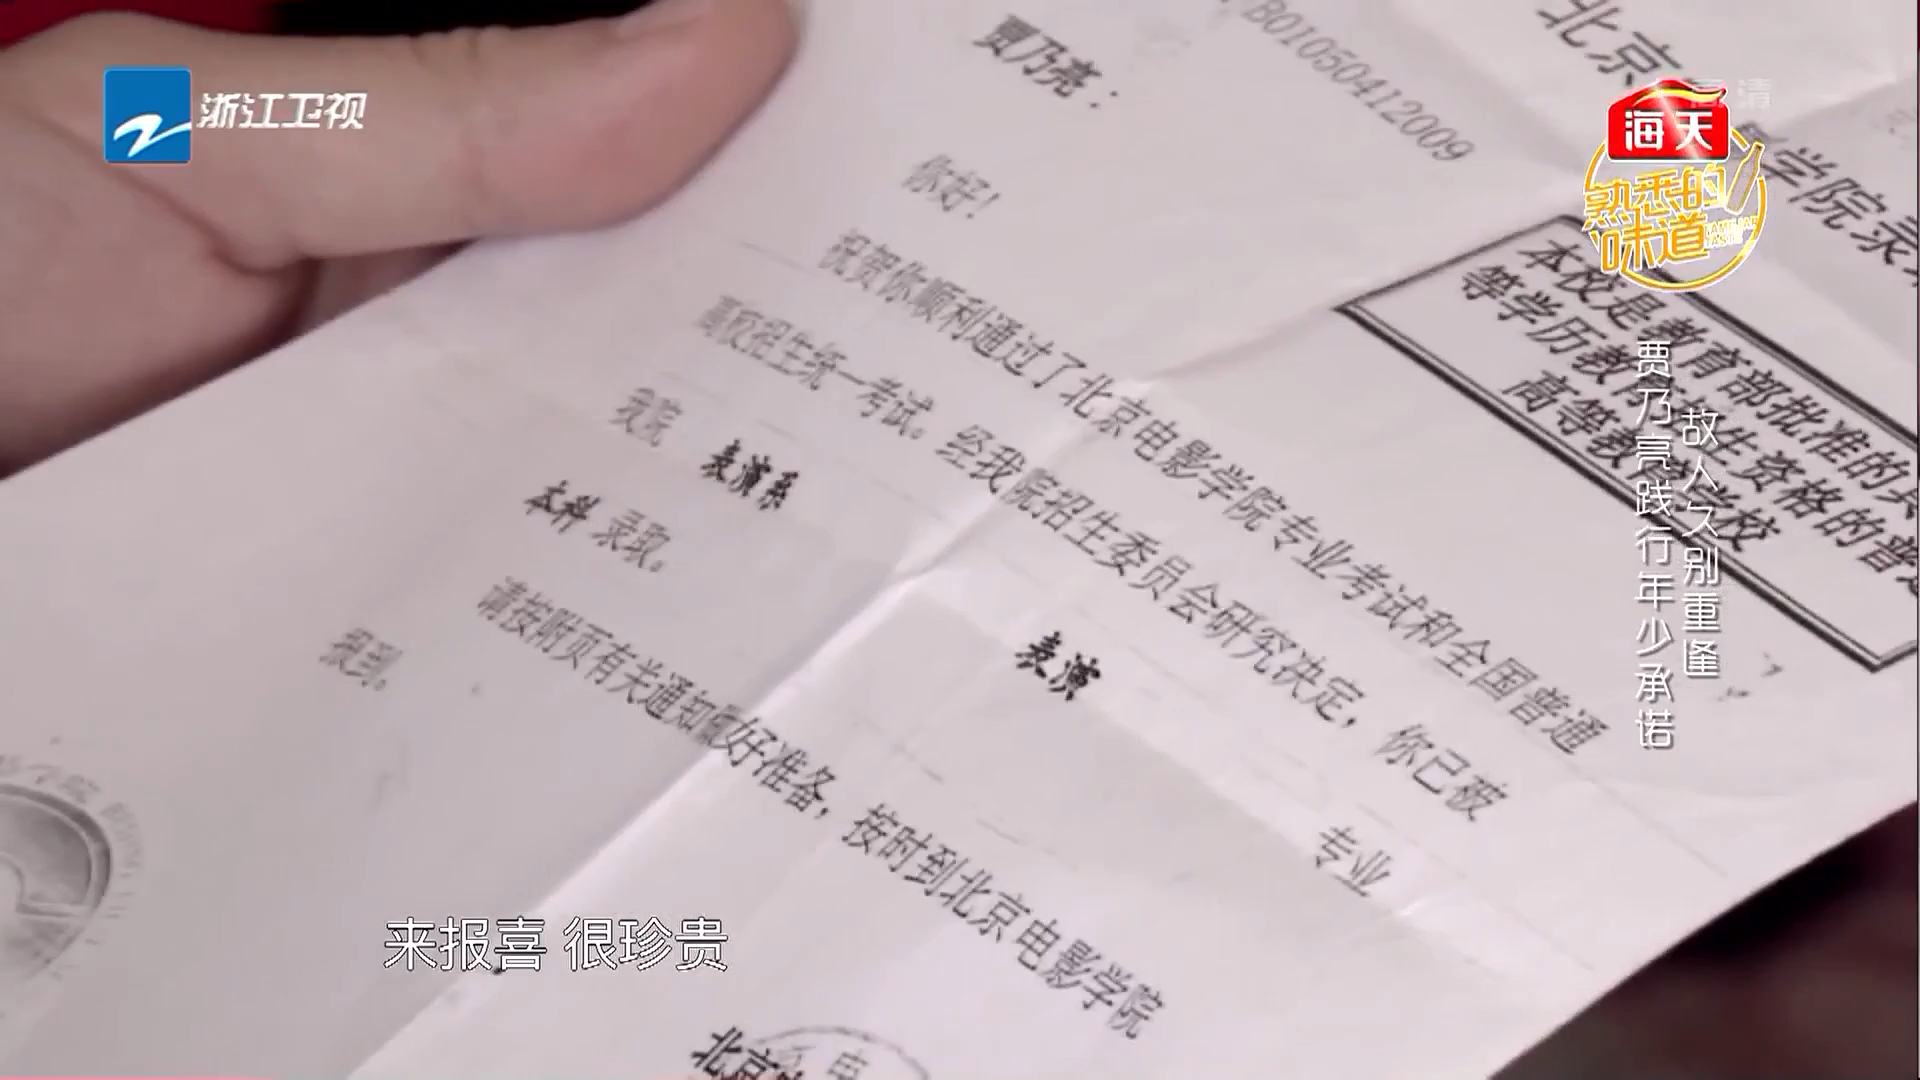 浙江卫视
高清
海天
熟悉的
味道
故人久别重逢
贾乃亮践行年少承诺
B01050412009
本校是教育部批准的
等学历教育招生资格的普
高等教育学校
贾乃亮：
你好！
祝贺你顺利通过了北京电影学院专业考试和全国普通
高校招生统一考试。经我院招生委员会研究决定，你已被
我院 表演系 表演 专业
本科 录取。
请按附页有关通知做好准备，按时到北京电影学院
报到。
北京
来报喜 很珍贵